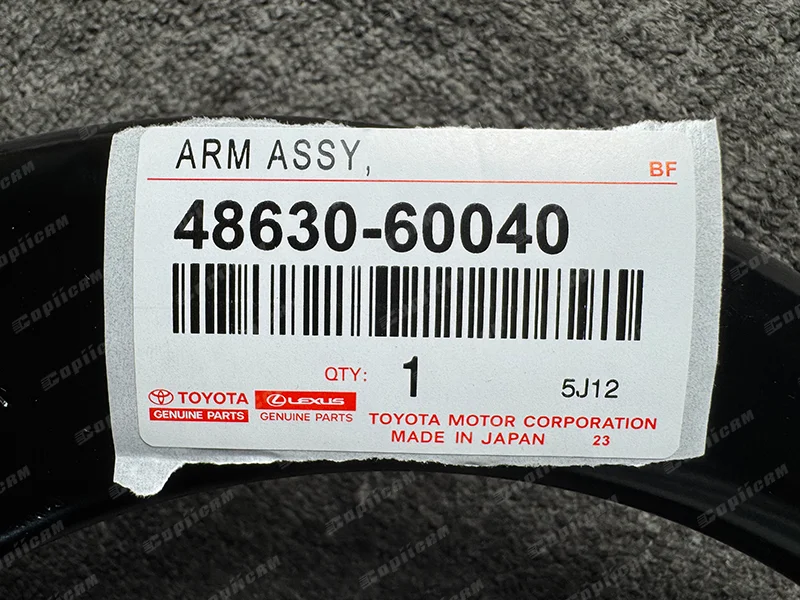 ARM ASSY,
BF
48630-60040
QTY: 1
5J12
TOYOTA
GENUINE PARTS
LEXUS
GENUINE PARTS
TOYOTA MOTOR CORPORATION
MADE IN JAPAN 23
Copiicam